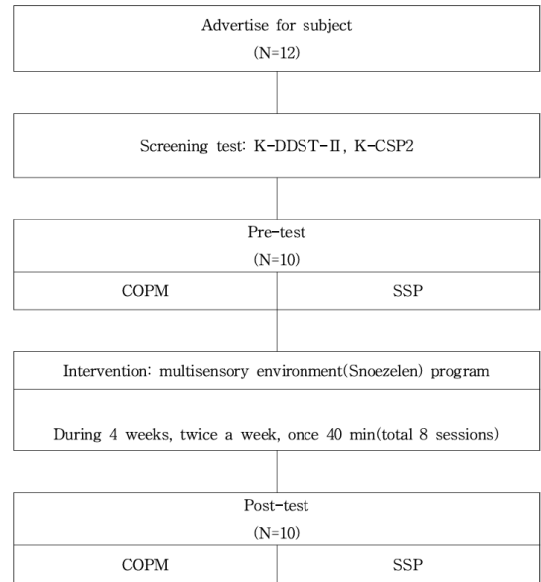 Advertise for subject
(N=12)
Screening test: K-DDST-Ⅱ, K-CSP2
Pre-test
(N=10)
COPM SSP
Intervention: multisensory environment(Snoezelen) program
During 4 weeks, twice a week, once 40 min(total 8 sessions)
Post-test
(N=10)
COPM SSP